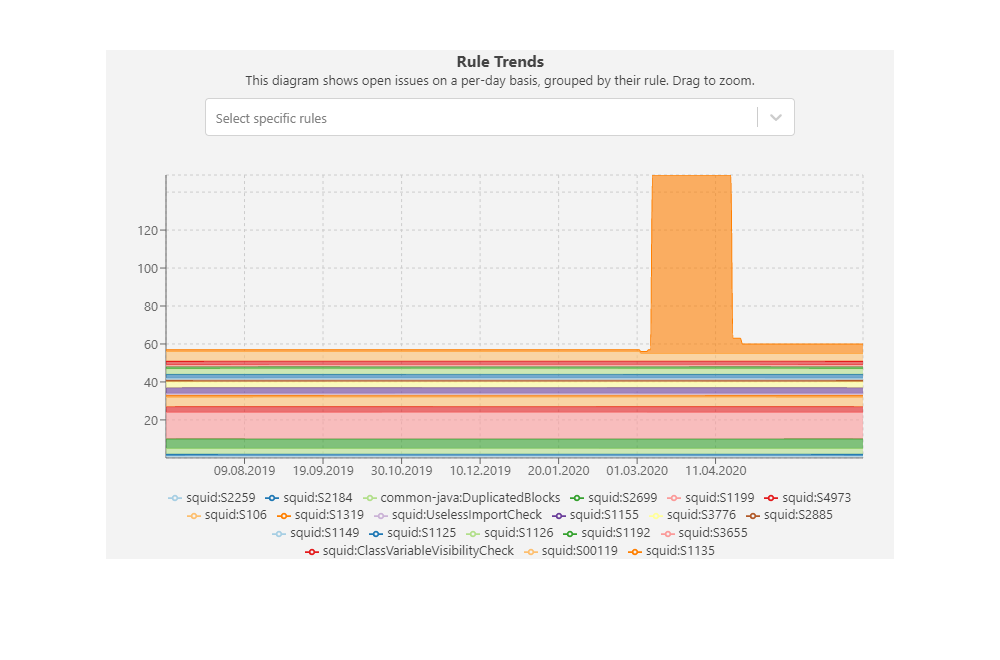 Rule Trends
This diagram shows open issues on a per-day basis, grouped by their rule. Drag to zoom.
Select specific rules
120
100
80
60
40
20
09.08.2019 19.09.2019 30.10.2019 10.12.2019 20.01.2020 01.03.2020 11.04.2020
squid:S2259 squid:S2184 common-java:DuplicatedBlocks squid:S2699 squid:S1199 squid:S4973
squid:S106 squid:S1319 squid:UselessImportCheck squid:S1155 squid:S3776 squid:S2885
squid:S1149 squid:S1125 squid:S1126 squid:S1192 squid:S3655
squid:ClassVariableVisibilityCheck squid:S00119 squid:S1135